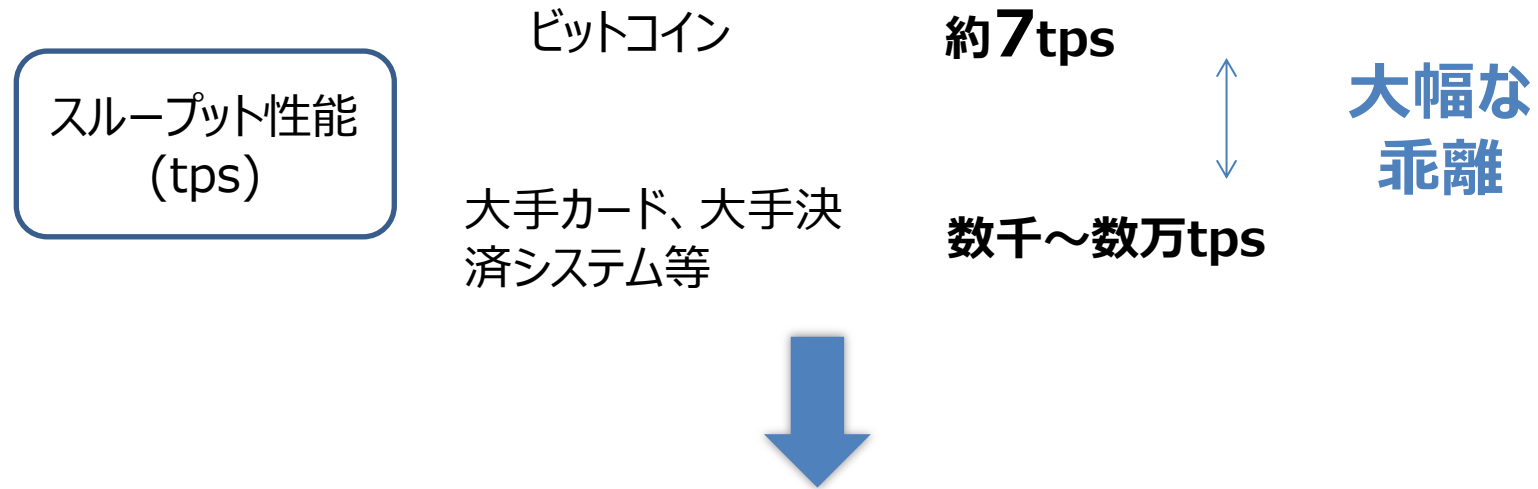 ビットコイン
約7tps
スループット性能
(tps)
大幅な
乖離
大手カード、大手決
済システム等
数千～数万tps